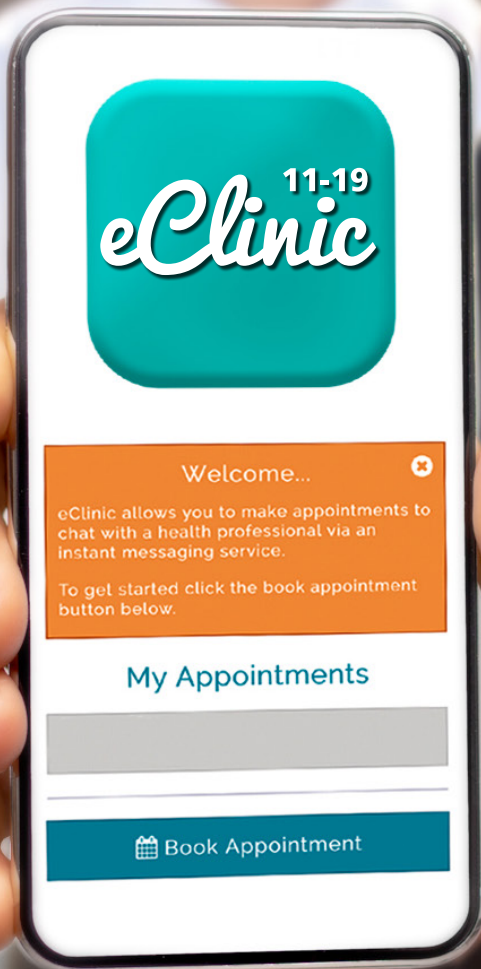 11-19
eClinic
Welcome...
eClinic allows you to make appointments to
chat with a health professional via an
instant messaging service.
To get started click the book appointment
button below.
My Appointments
Book Appointment